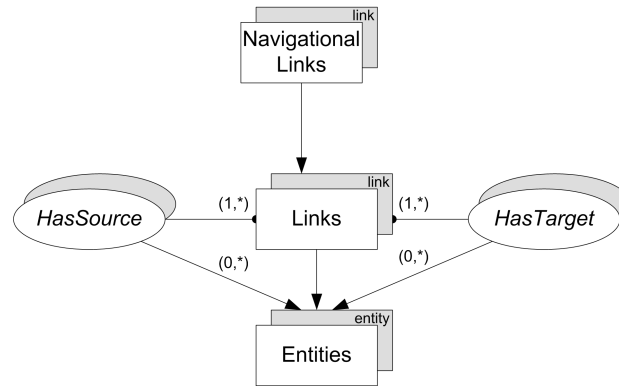 link
Navigational
Links
link
(1,*)
(1,*)
HasSource
Links
HasTarget
(0,*)
(0,*)
entity
Entities